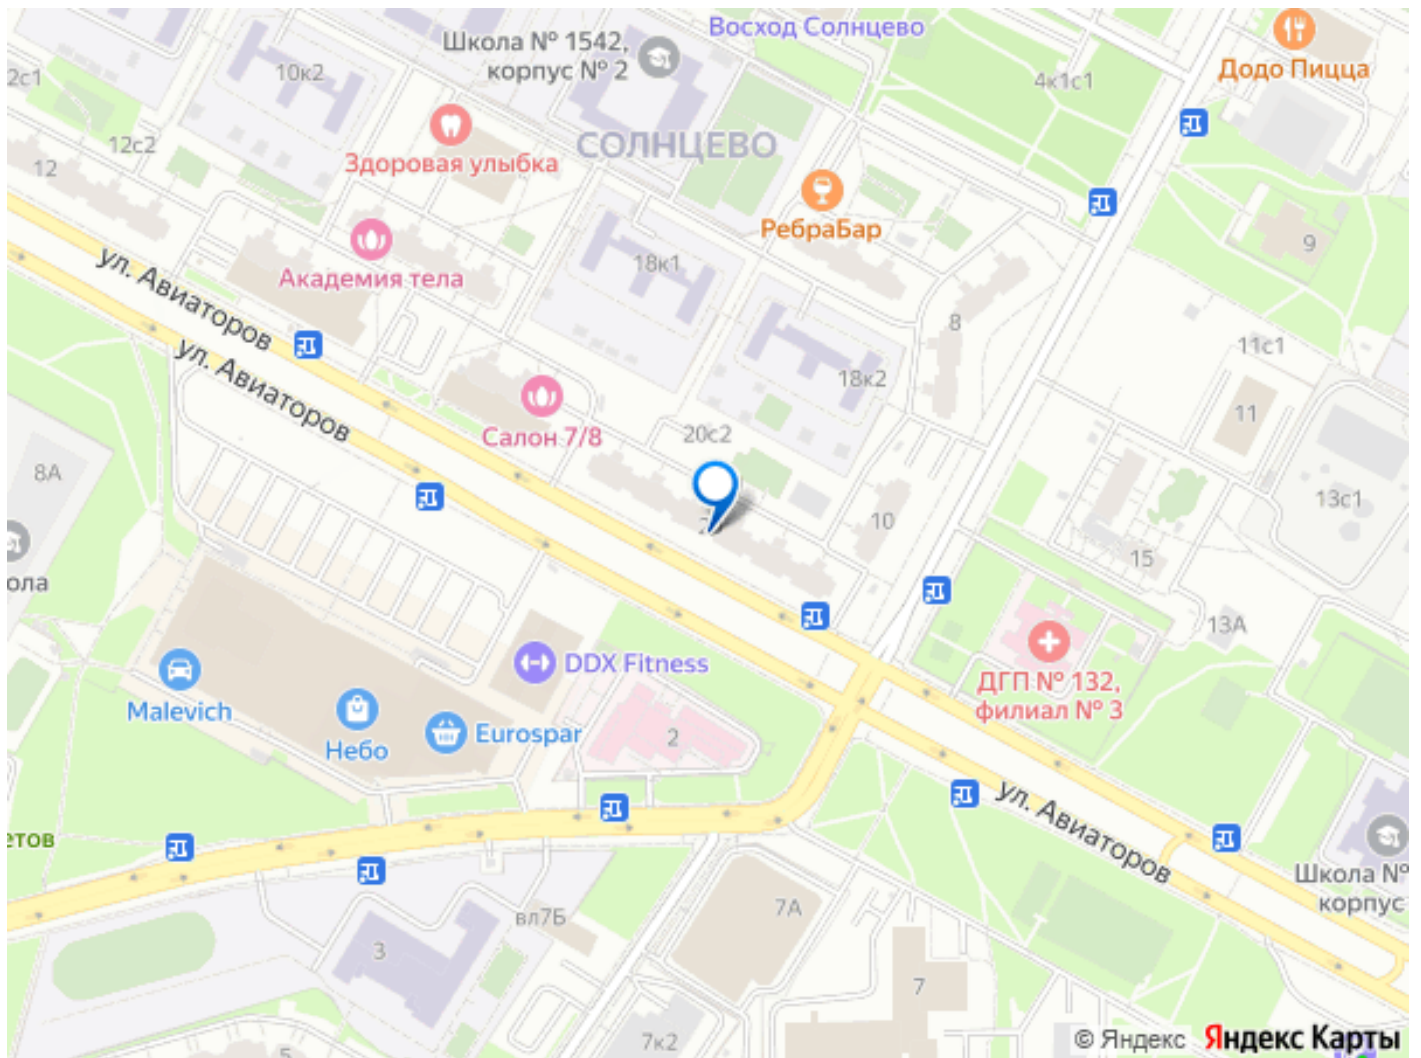 Восход Солнцево
Школа № 1542,
корпус № 2
Додо Пицца
10к2
2с1
4к1с1
12с2
12
СОЛНЦЕВО
Здоровая улыбка
РебраБар
9
Академия тела
18к1
ул. Авиаторов
8
11с1
ул. Авиаторов
18к2
11
Салон 7/8
20с2
8А
13с1
10
15
ола
13А
DDX Fitness
ДГП № 132,
филиал № 3
Malevich
Небо
Eurospar
2
ул. Авиаторов
етов
Школа №
корпус
7А
вл7Б
3
7
7к2
5
© Яндекс Яндекс Карты